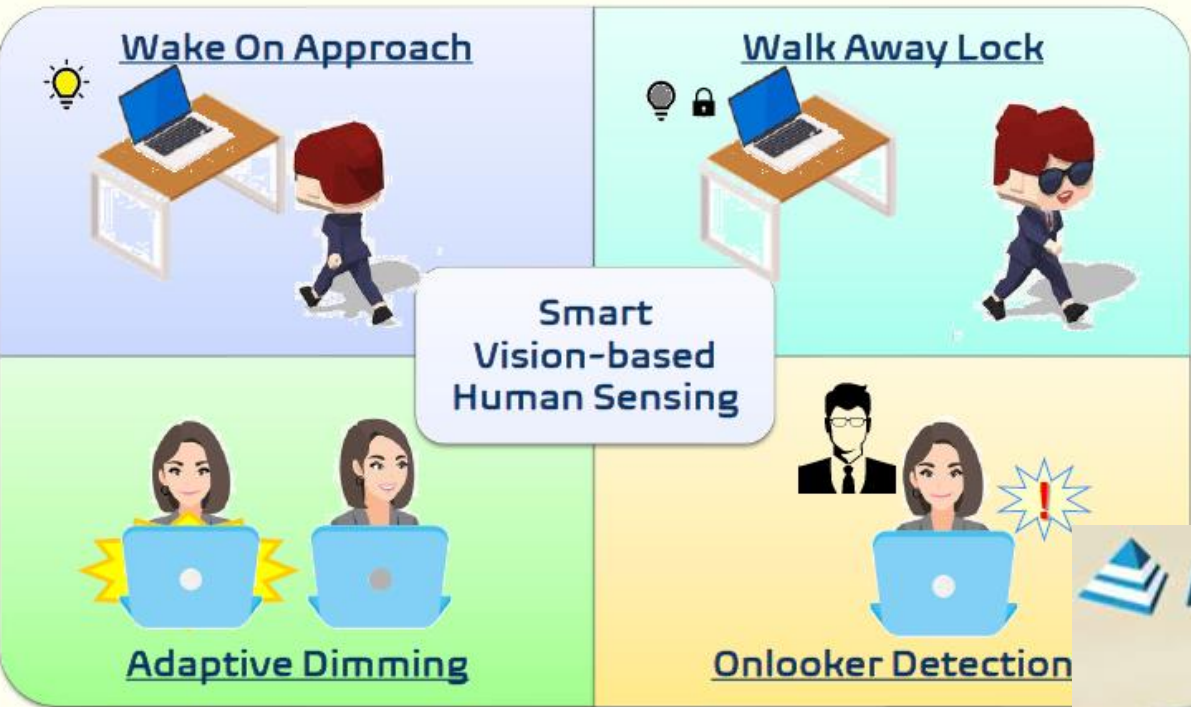 Wake On Approach
Walk Away Lock
Smart
Vision-based
Human Sensing
!
Adaptive Dimming
Onlooker Detection